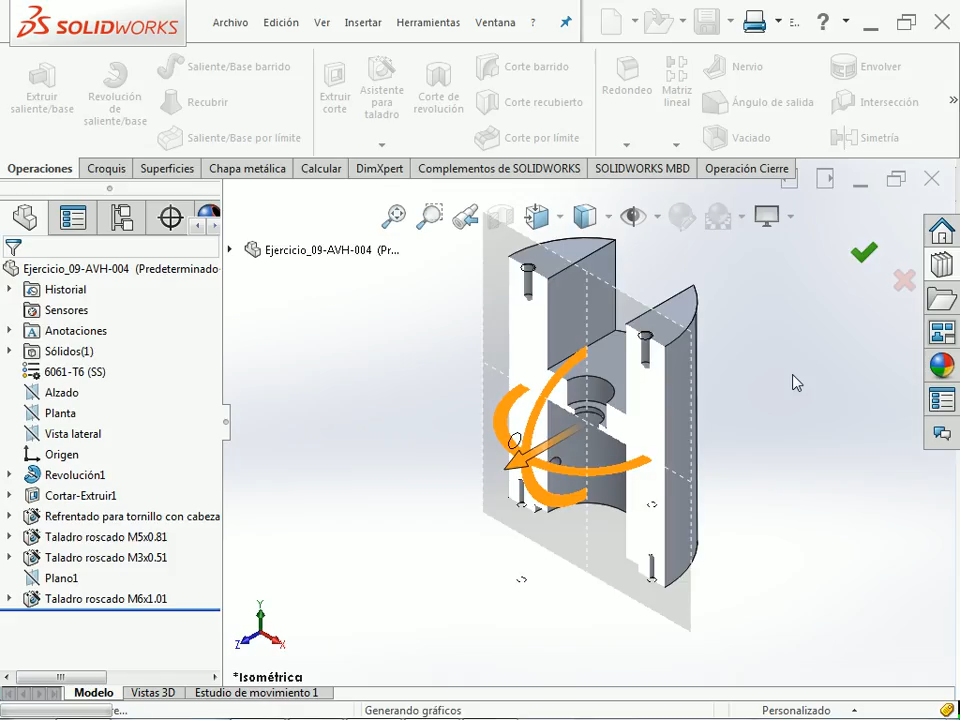 SOLIDWORKS
Archivo Edición Ver Insertar Herramientas Ventana ?
E..
?
Extruir saliente/base
Revolución de saliente/base
Saliente/Base barrido
Recubrir
Saliente/Base por límite
Extruir corte
Asistente para taladro
Corte de revolución
Corte barrido
Corte recubierto
Corte por límite
Redondeo
Matriz lineal
Nervio
Ángulo de salida
Vaciado
Envolver
Intersección
Simetría
»
Operaciones Croquis Superficies Chapa metálica Calcular DimXpert Complementos de SOLIDWORKS SOLIDWORKS MBD Operación Cierre
Ejercicio_09-AVH-004 (Pr...
Ejercicio_09-AVH-004 (Predeterminado
Historial
Sensores
Anotaciones
Sólidos(1)
6061-T6 (SS)
Alzado
Planta
Vista lateral
Origen
Revolución1
Cortar-Extruir1
Refrentado para tornillo con cabeza
Taladro roscado M5x0.81
Taladro roscado M3x0.51
Plano1
Taladro roscado M6x1.01
Y
Z
X
*Isométrica
Modelo Vistas 3D Estudio de movimiento 1
re... Generando gráficos Personalizado